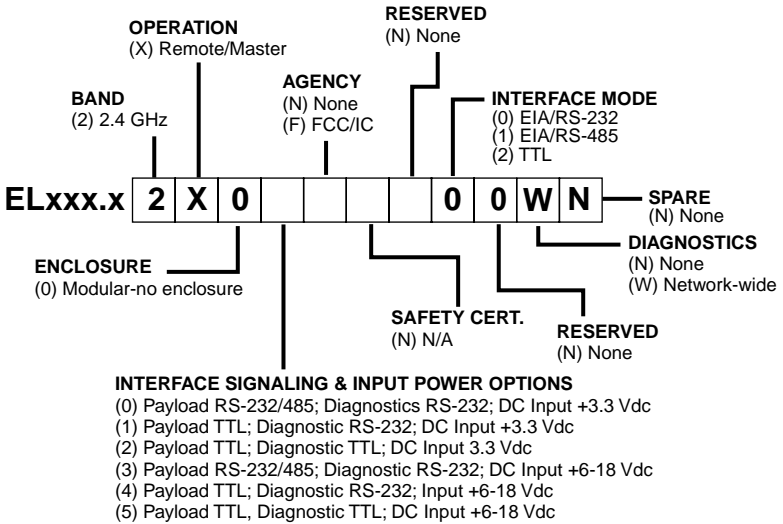 OPERATION
(X) Remote/Master
RESERVED
(N) None
BAND
(2) 2.4 GHz
AGENCY
(N) None
(F) FCC/IC
INTERFACE MODE
(0) EIA/RS-232
(1) EIA/RS-485
(2) TTL
ELxxx.x 2 X 0 0 0 W N
SPARE
(N) None
DIAGNOSTICS
(N) None
(W) Network-wide
ENCLOSURE
(0) Modular-no enclosure
SAFETY CERT.
(N) N/A
RESERVED
(N) None
INTERFACE SIGNALING & INPUT POWER OPTIONS
(0) Payload RS-232/485; Diagnostics RS-232; DC Input +3.3 Vdc
(1) Payload TTL; Diagnostic RS-232; DC Input +3.3 Vdc
(2) Payload TTL; Diagnostic TTL; DC Input 3.3 Vdc
(3) Payload RS-232/485; Diagnostic RS-232; DC Input +6-18 Vdc
(4) Payload TTL; Diagnostic RS-232; Input +6-18 Vdc
(5) Payload TTL, Diagnostic TTL; DC Input +6-18 Vdc